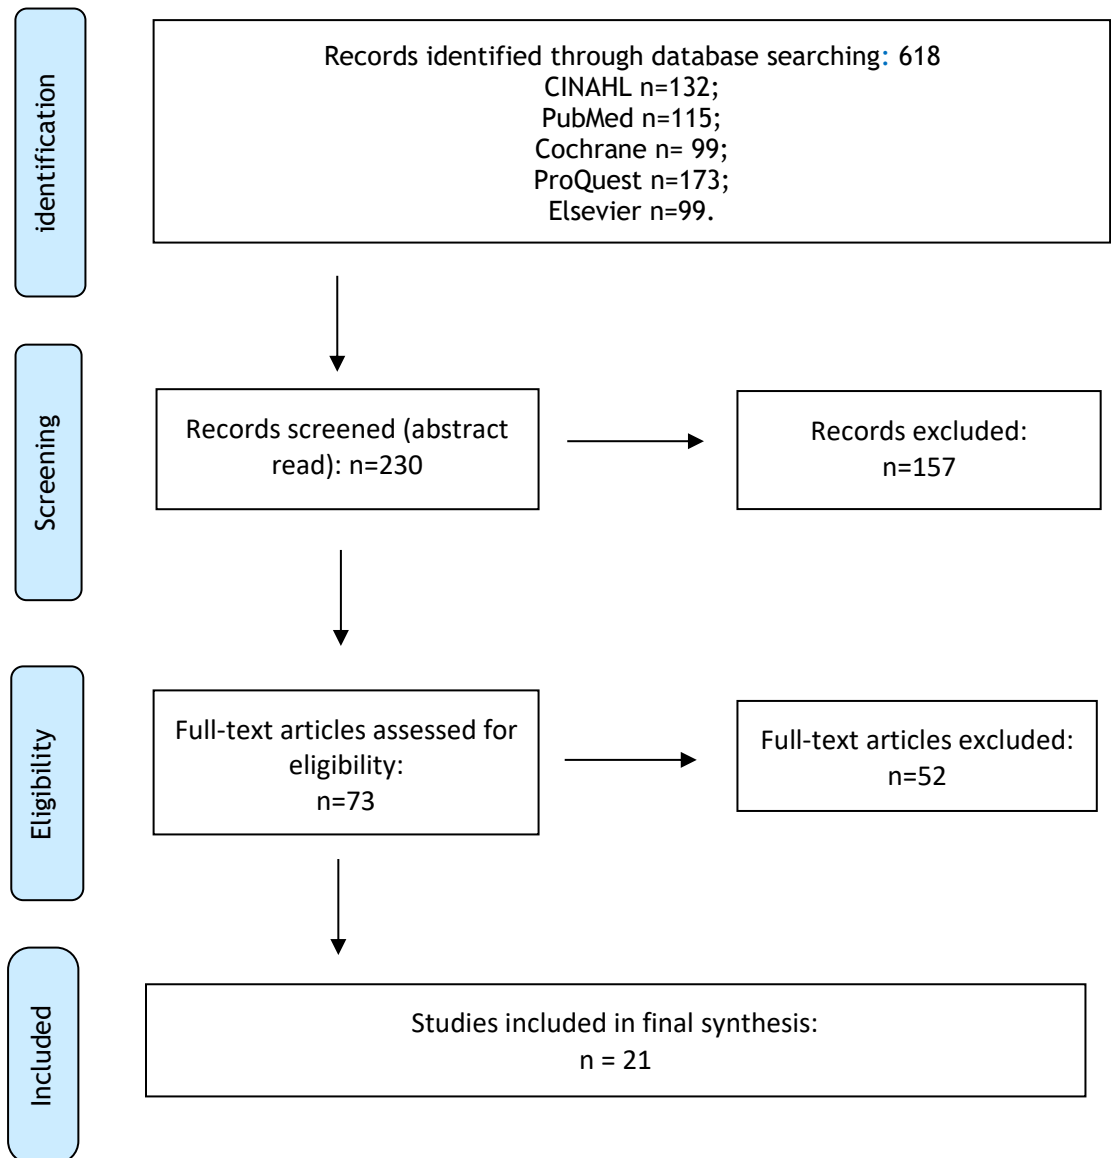 identification
Records identified through database searching: 618
CINAHL n=132;
PubMed n=115;
Cochrane n= 99;
ProQuest n=173;
Elsevier n=99.
Screening
Records screened (abstract
read): n=230
Records excluded:
n=157
Eligibility
Full-text articles assessed for
eligibility:
n=73
Full-text articles excluded:
n=52
Included
Studies included in final synthesis:
n = 21